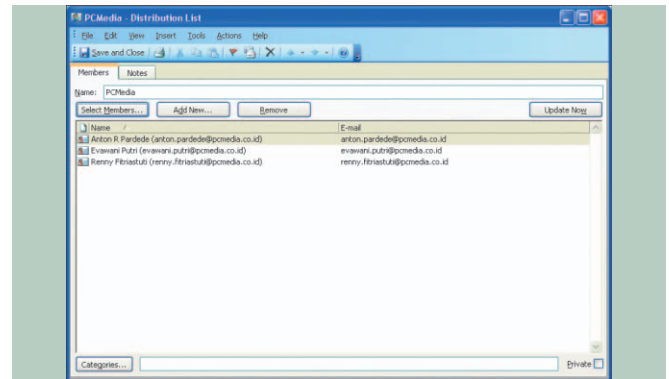 PCMedia - Distribution List
File Edit View Insert Tools Actions Help
Save and Close
Members Notes
Name: PCMedia
Select Members... Add New... Remove Update Now
Name / E-mail
Anton R Pardede (anton.pardede@pcmedia.co.id) anton.pardede@pcmedia.co.id
Evawani Putri (evawani.putri@pcmedia.co.id) evawani.putri@pcmedia.co.id
Renny Fitriastuti (renny.fitriastuti@pcmedia.co.id) renny.fitriastuti@pcmedia.co.id
Categories... Private